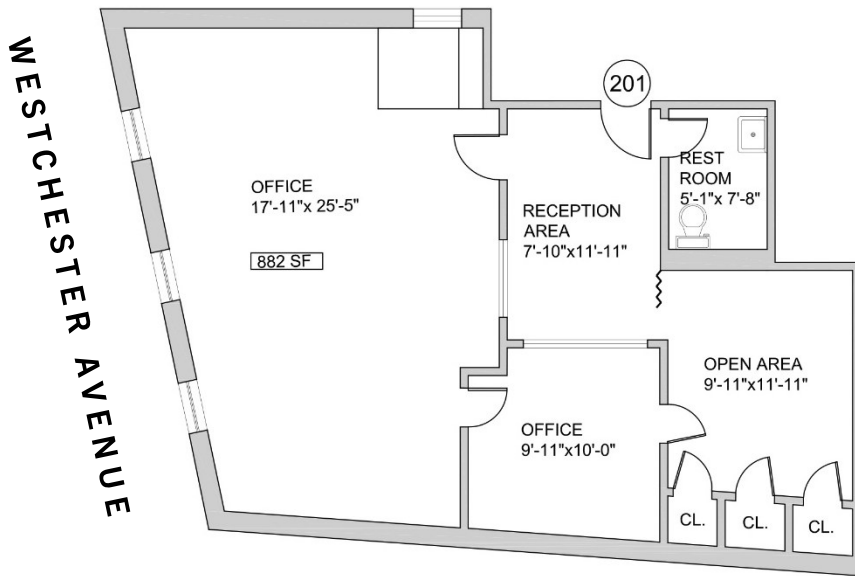 WESTCHESTER AVENUE
201
OFFICE
17'-11"x 25'-5"
882 SF
RECEPTION
AREA
7'-10"x11'-11"
REST
ROOM
5'-1"x 7'-8"
OPEN AREA
9'-11"x11'-11"
OFFICE
9'-11"x10'-0"
CL.
CL.
CL.